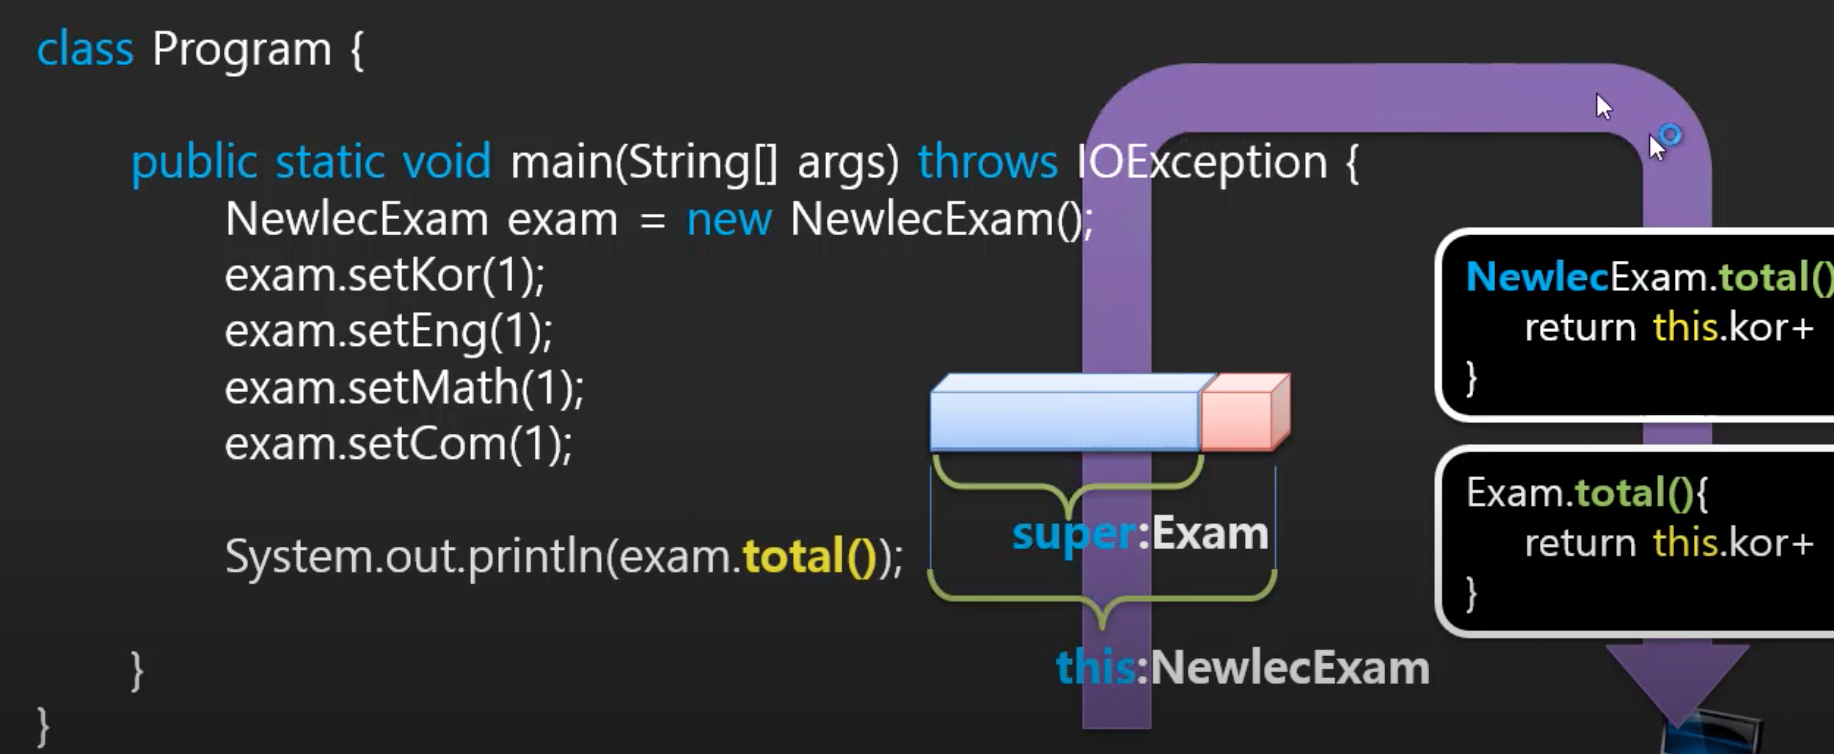 class Program {
public static void main(String[] args) throws IOException {
NewlecExam exam = new NewlecExam();
exam.setKor(1);
exam.setEng(1);
exam.setMath(1);
exam.setCom(1);
System.out.println(exam.total());
}
}
super:Exam
this:NewlecExam
NewlecExam.total()
return this.kor+
}
Exam.total(){
return this.kor+
}